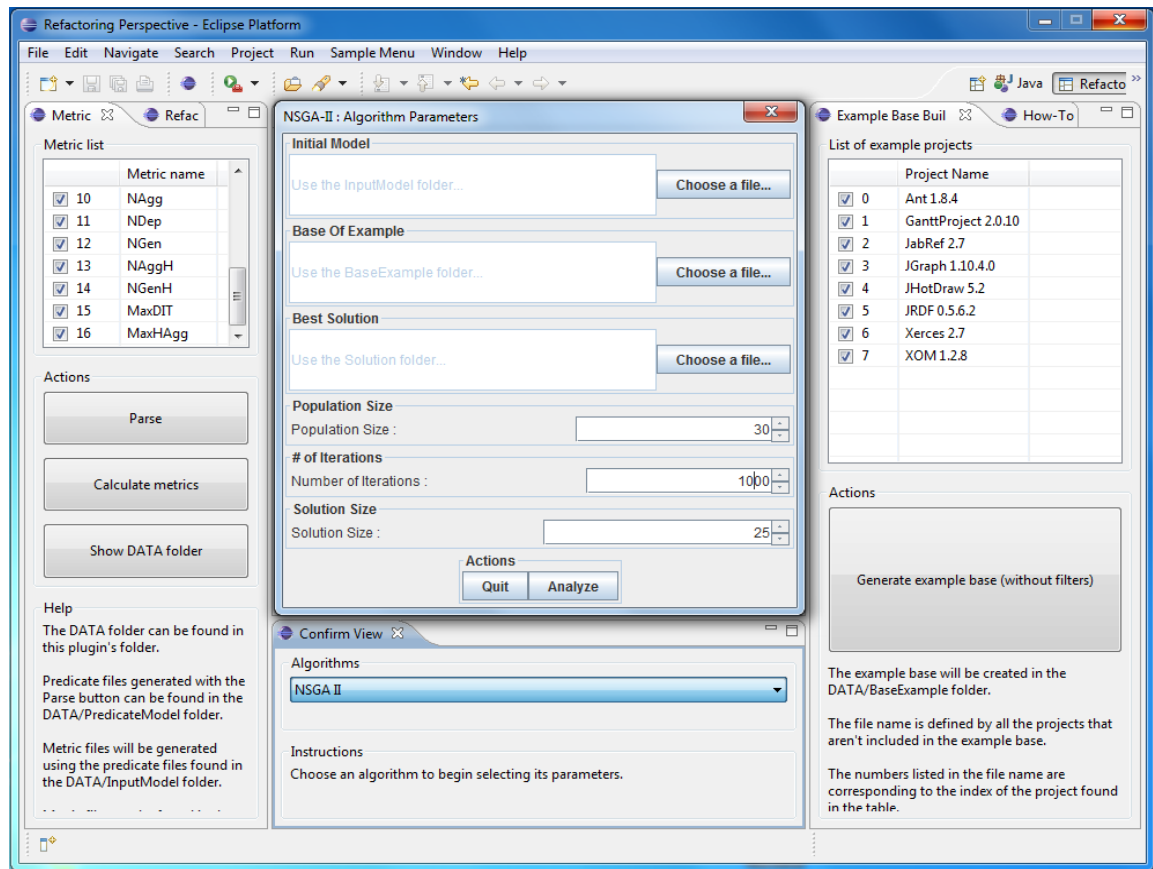 Refactoring Perspective - Eclipse Platform
File Edit Navigate Search Project Run Sample Menu Window Help
Java Refacto
Metric Refac
Metric list
Metric name
10 NAgg
11 NDep
12 NGen
13 NAggH
14 NGenH
15 MaxDIT
16 MaxHAgg
Actions
Parse
Calculate metrics
Show DATA folder
Help
The DATA folder can be found in
this plugin's folder.
Predicate files generated with the
Parse button can be found in the
DATA/PredicateModel folder.
Metric files will be generated
using the predicate files found in
the DATA/InputModel folder.
NSGA-II : Algorithm Parameters
Initial Model
Use the InputModel folder...
Choose a file...
Base Of Example
Use the BaseExample folder...
Choose a file...
Best Solution
Use the Solution folder...
Choose a file...
Population Size
Population Size : 30
# of Iterations
Number of Iterations : 1000
Solution Size
Solution Size : 25
Actions
Quit Analyze
Confirm View
Algorithms
NSGA II
Instructions
Choose an algorithm to begin selecting its parameters.
Example Base Buil How-To
List of example projects
Project Name
0 Ant 1.8.4
1 GanttProject 2.0.10
2 JabRef 2.7
3 JGraph 1.10.4.0
4 JHotDraw 5.2
5 JRDF 0.5.6.2
6 Xerces 2.7
7 XOM 1.2.8
Actions
Generate example base (without filters)
The example base will be created in the
DATA/BaseExample folder.
The file name is defined by all the projects that
aren't included in the example base.
The numbers listed in the file name are
corresponding to the index of the project found
in the table.